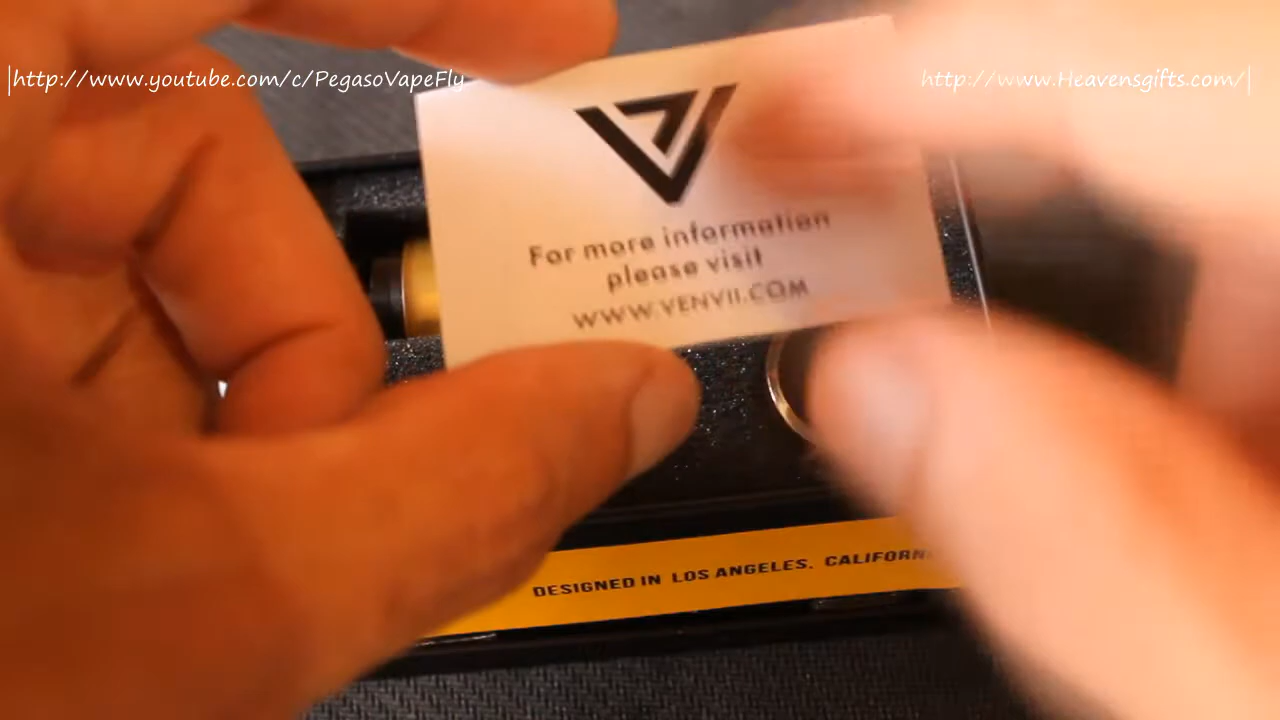 http://www.youtube.com/c/PegasoVapeFly
http://www.Heavensgifts.com/
For more information
please visit
WWW.VENVII.COM
DESIGNED IN LOS ANGELES. CALIFORN